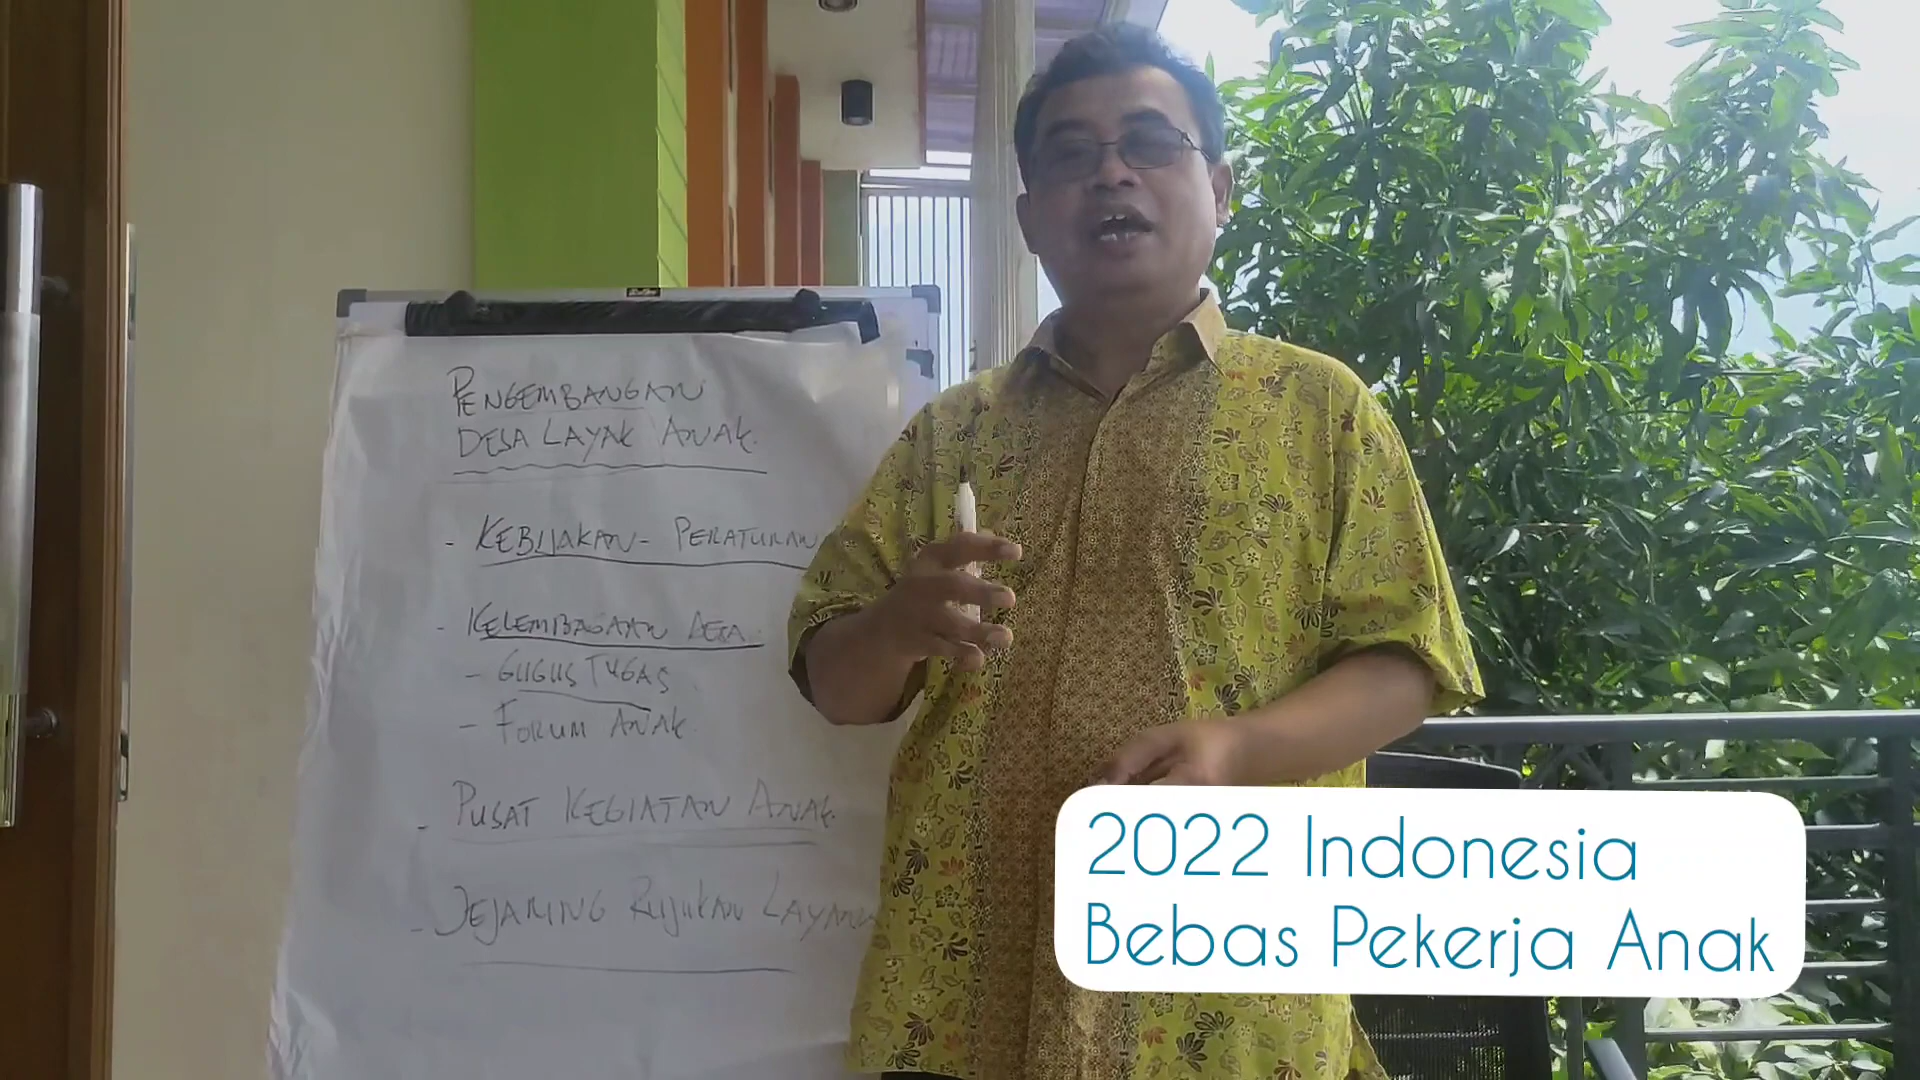 PENGEMBANGAN
DESA LAYAK ANAK.
- KEBIJAKAN - PERATURAN
- KELEMBAGAAN DESA.
- GUGUS TUGAS
- FORUM ANAK.
- PUSAT KEGIATAN ANAK.
- JEJARING RUJUKAN LAYANAN
2022 Indonesia
Bebas Pekerja Anak